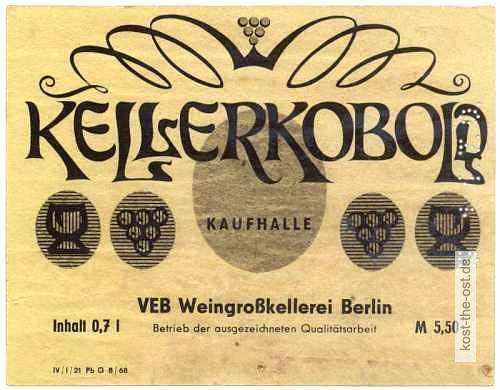 KELLERKOBOLD
KAUFHALLE
VEB Weingroßkellerei Berlin
Inhalt 0,7 l
Betrieb der ausgezeichneten Qualitätsarbeit
M 5,50
IV/I/21 Pb G 8/68
kost-the-ost.de